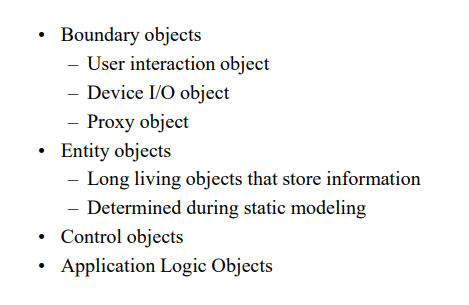 • Boundary objects
– User interaction object
– Device I/O object
– Proxy object
• Entity objects
– Long living objects that store information
– Determined during static modeling
• Control objects
• Application Logic Objects